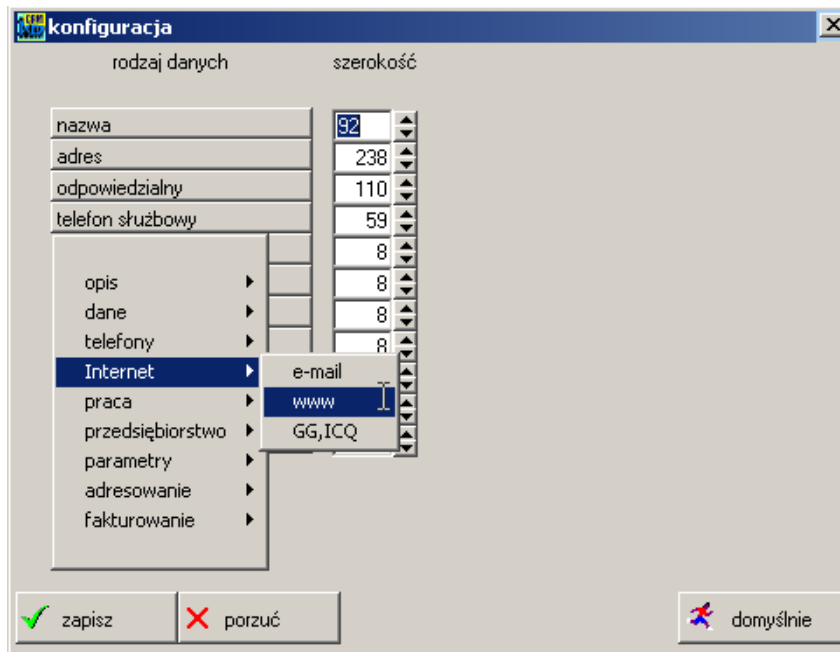 konfiguracja
rodzaj danych szerokość
nazwa 92
adres 238
odpowiedzialny 110
telefon służbowy 59
8
opis 8
dane 8
telefony 8
Internet e-mail
praca www
przedsiębiorstwo GG,ICQ
parametry
adresowanie
fakturowanie
zapisz porzuć domyślnie